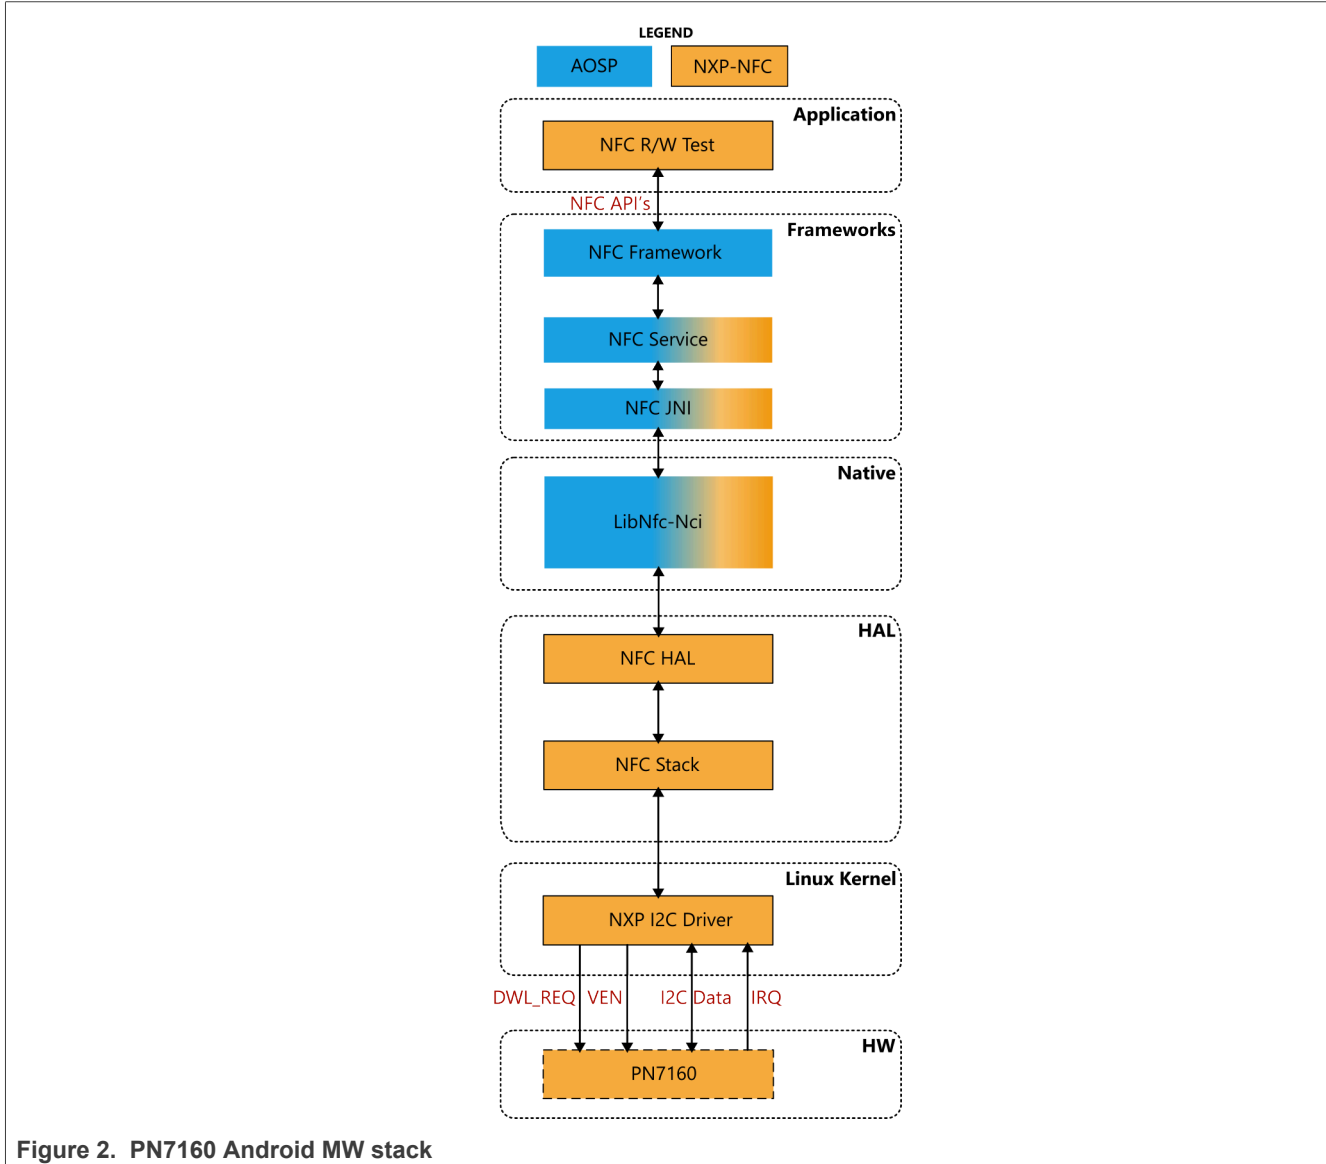 LEGEND
AOSP
NXP-NFC
Application
NFC R/W Test
NFC API's
Frameworks
NFC Framework
NFC Service
NFC JNI
Native
LibNfc-Nci
HAL
NFC HAL
NFC Stack
Linux Kernel
NXP I2C Driver
DWL_REQ VEN I2C Data IRQ
HW
PN7160
Figure 2. PN7160 Android MW stack